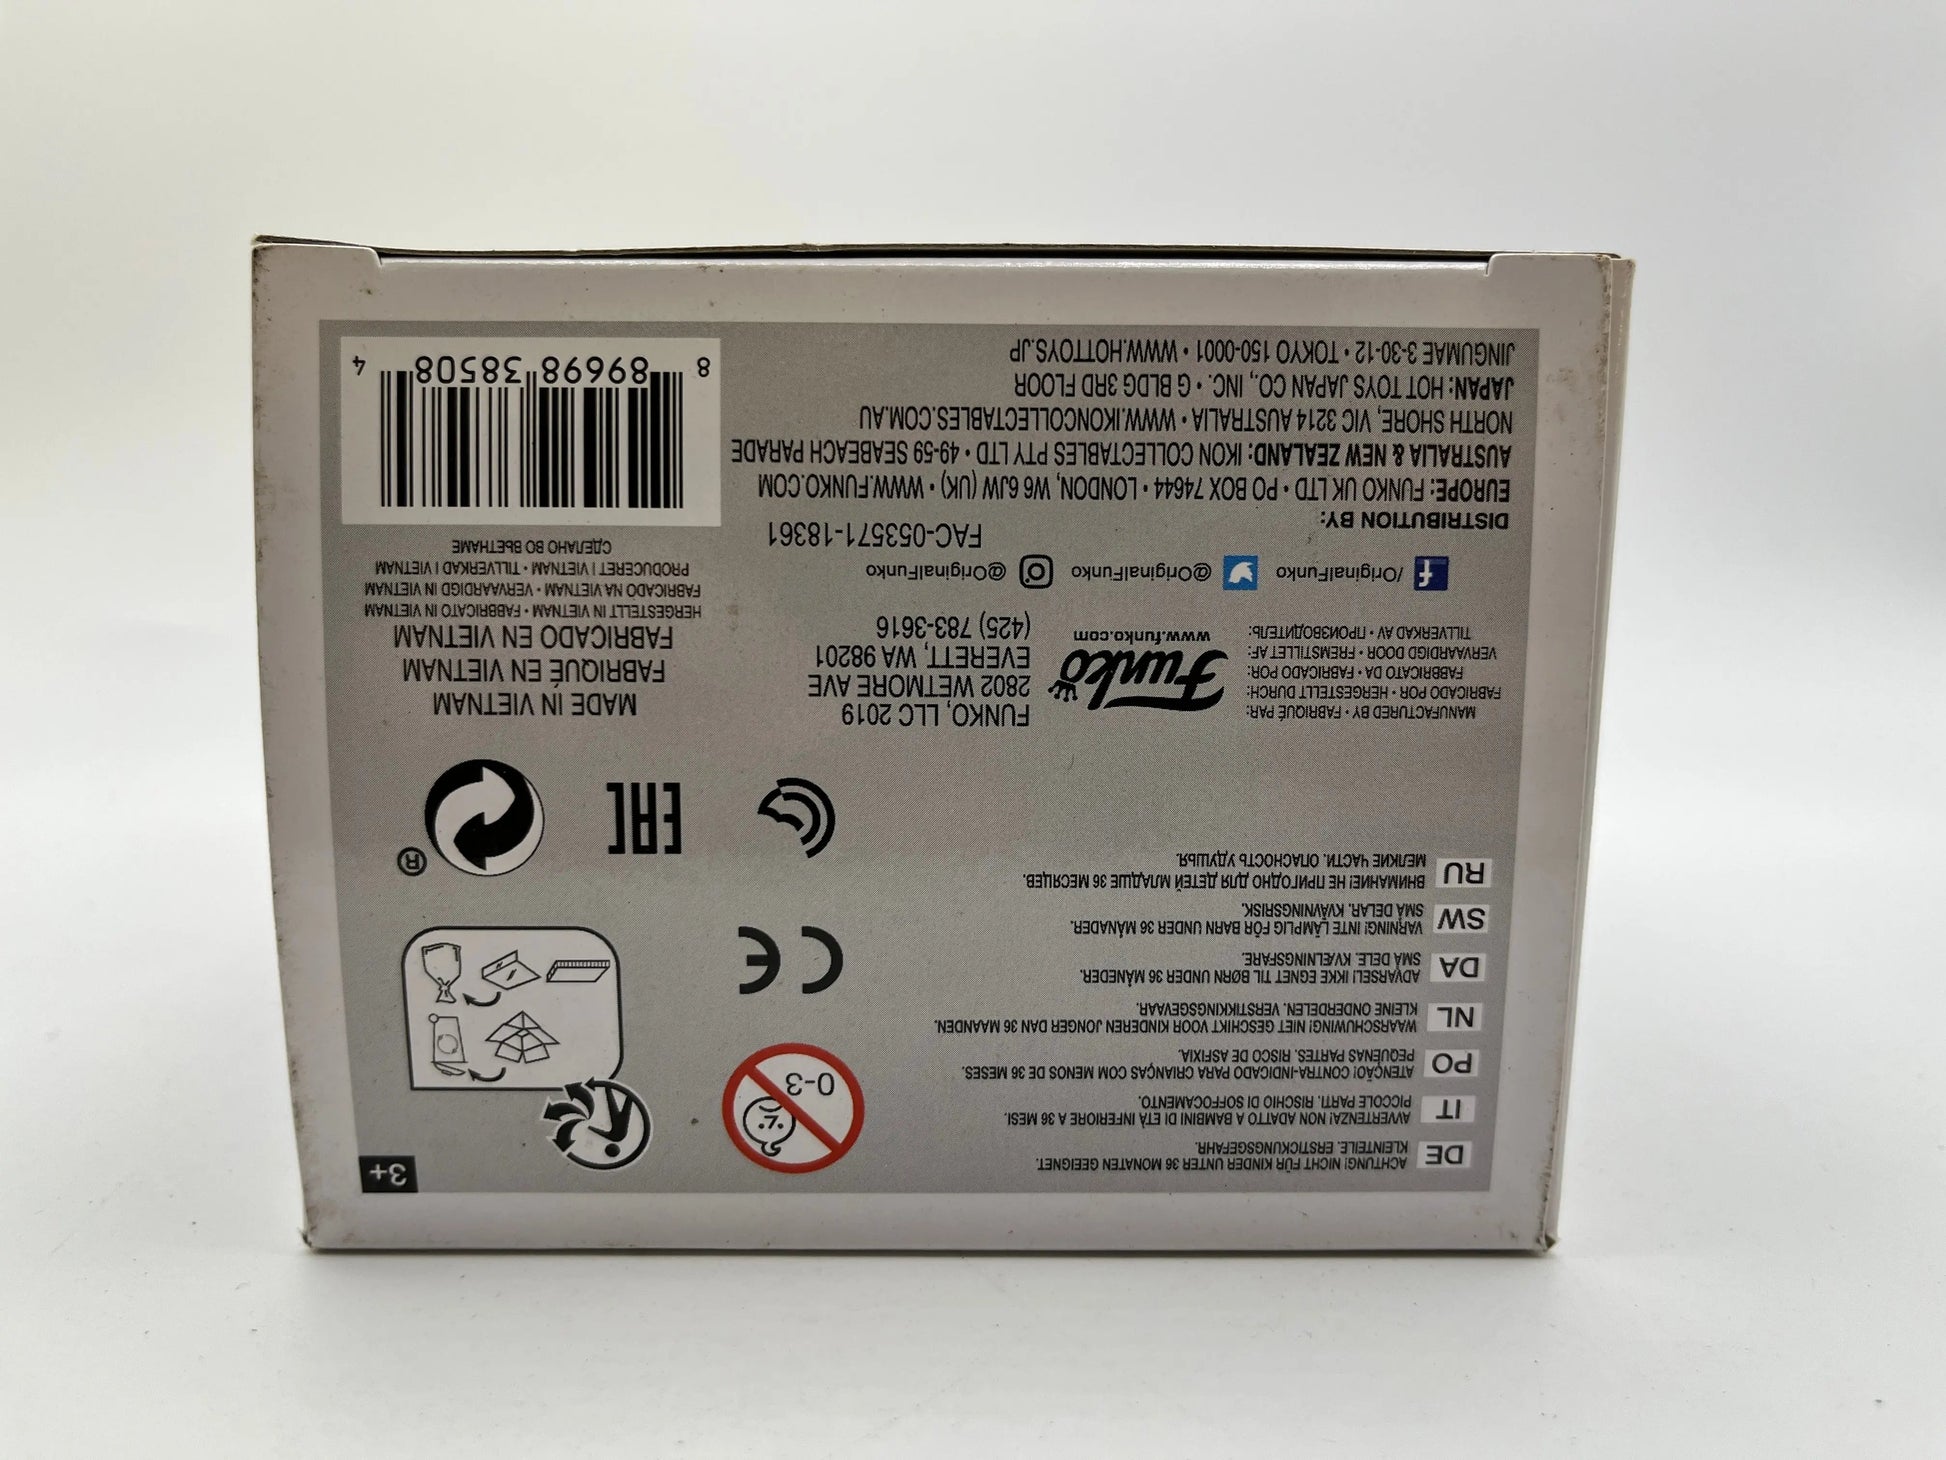 3+
DE
ACHTUNG! NICHT FÜR KINDER UNTER 36 MONATEN GEEIGNET.
KLEINTEILE. ERSTICKUNGSGEFAHR.
IT
AVVERTENZA! NON ADATTO A BAMBINI DI ETÀ INFERIORE A 36 MESI.
PICCOLE PARTI. RISCHIO DI SOFFOCAMENTO.
PO
ATENÇÃO! CONTRA-INDICADO PARA CRIANÇAS COM MENOS DE 36 MESES.
PEQUENAS PARTES. RISCO DE ASFIXIA.
NL
WAARSCHUWING! NIET GESCHIKT VOOR KINDEREN JONGER DAN 36 MAANDEN.
KLEINE ONDERDELEN. VERSTIKKINGSGEVAAR.
DA
ADVARSEL! IKKE EGNET TIL BØRN UNDER 36 MÅNEDER.
SMÅ DELE. KVÆLNINGSFARE.
SW
VARNING! INTE LÄMPLIG FÖR BARN UNDER 36 MÅNADER.
SMÅ DELAR. KVÄVNINGSRISK.
RU
ВНИМАНИЕ! НЕ ПРИГОДНО ДЛЯ ДЕТЕЙ МЛАДШЕ 36 МЕСЯЦЕВ.
МЕЛКИЕ ЧАСТИ. ОПАСНОСТЬ УДУШЬЯ.
0-3
CE
EAC
®
MANUFACTURED BY • FABRIQUÉ PAR:
FABRICADO POR • HERGESTELLT DURCH:
FABBRICATO DA • FABRICADO POR:
VERVAARDIGD DOOR • FREMSTILLET AF:
TILLVERKAD AV • ПРОИЗВОДИТЕЛЬ:
Funko
www.funko.com
FUNKO, LLC 2019
2802 WETMORE AVE
EVERETT, WA 98201
(425) 783-3616
/OriginalFunko
@OriginalFunko
@OriginalFunko
FAC-053571-18361
DISTRIBUTION BY:
EUROPE: FUNKO UK LTD • PO BOX 74644 • LONDON, W6 6JW (UK) • WWW.FUNKO.COM
AUSTRALIA & NEW ZEALAND: IKON COLLECTABLES PTY LTD • 49-59 SEABEACH PARADE
NORTH SHORE, VIC 3214 AUSTRALIA • WWW.IKONCOLLECTABLES.COM.AU
JAPAN: HOT TOYS JAPAN CO., INC. • G BLDG 3RD FLOOR
JINGUMAE 3-30-12 • TOKYO 150-0001 • WWW.HOTTOYS.JP
MADE IN VIETNAM
FABRIQUÉ EN VIETNAM
FABRICADO EN VIETNAM
HERGESTELLT IN VIETNAM • FABBRICATO IN VIETNAM
FABRICADO NA VIETNAM • VERVAARDIGD IN VIETNAM
PRODUCERET I VIETNAM • TILLVERKAD I VIETNAM
СДЕЛАНО ВО ВЬЕТНАМЕ
8 89698 38508 4